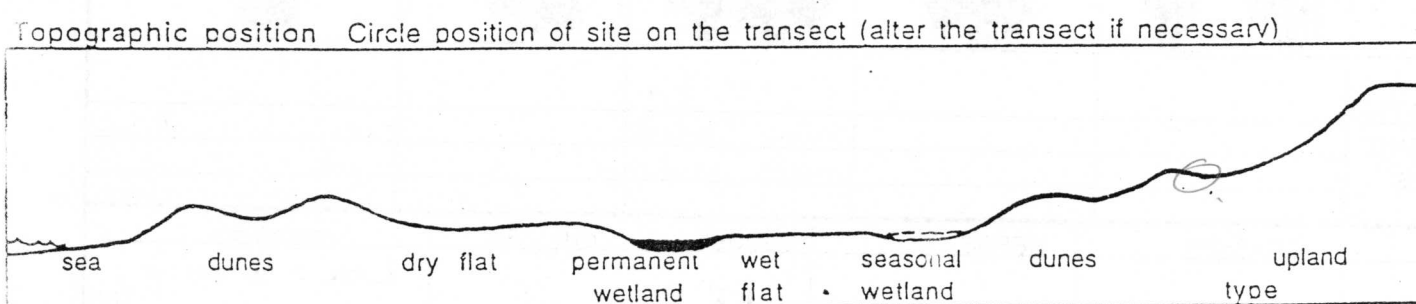 Topographic position Circle position of site on the transect (alter the transect if necessary)
sea dunes dry flat permanent wet seasonal dunes upland
wetland flat wetland type